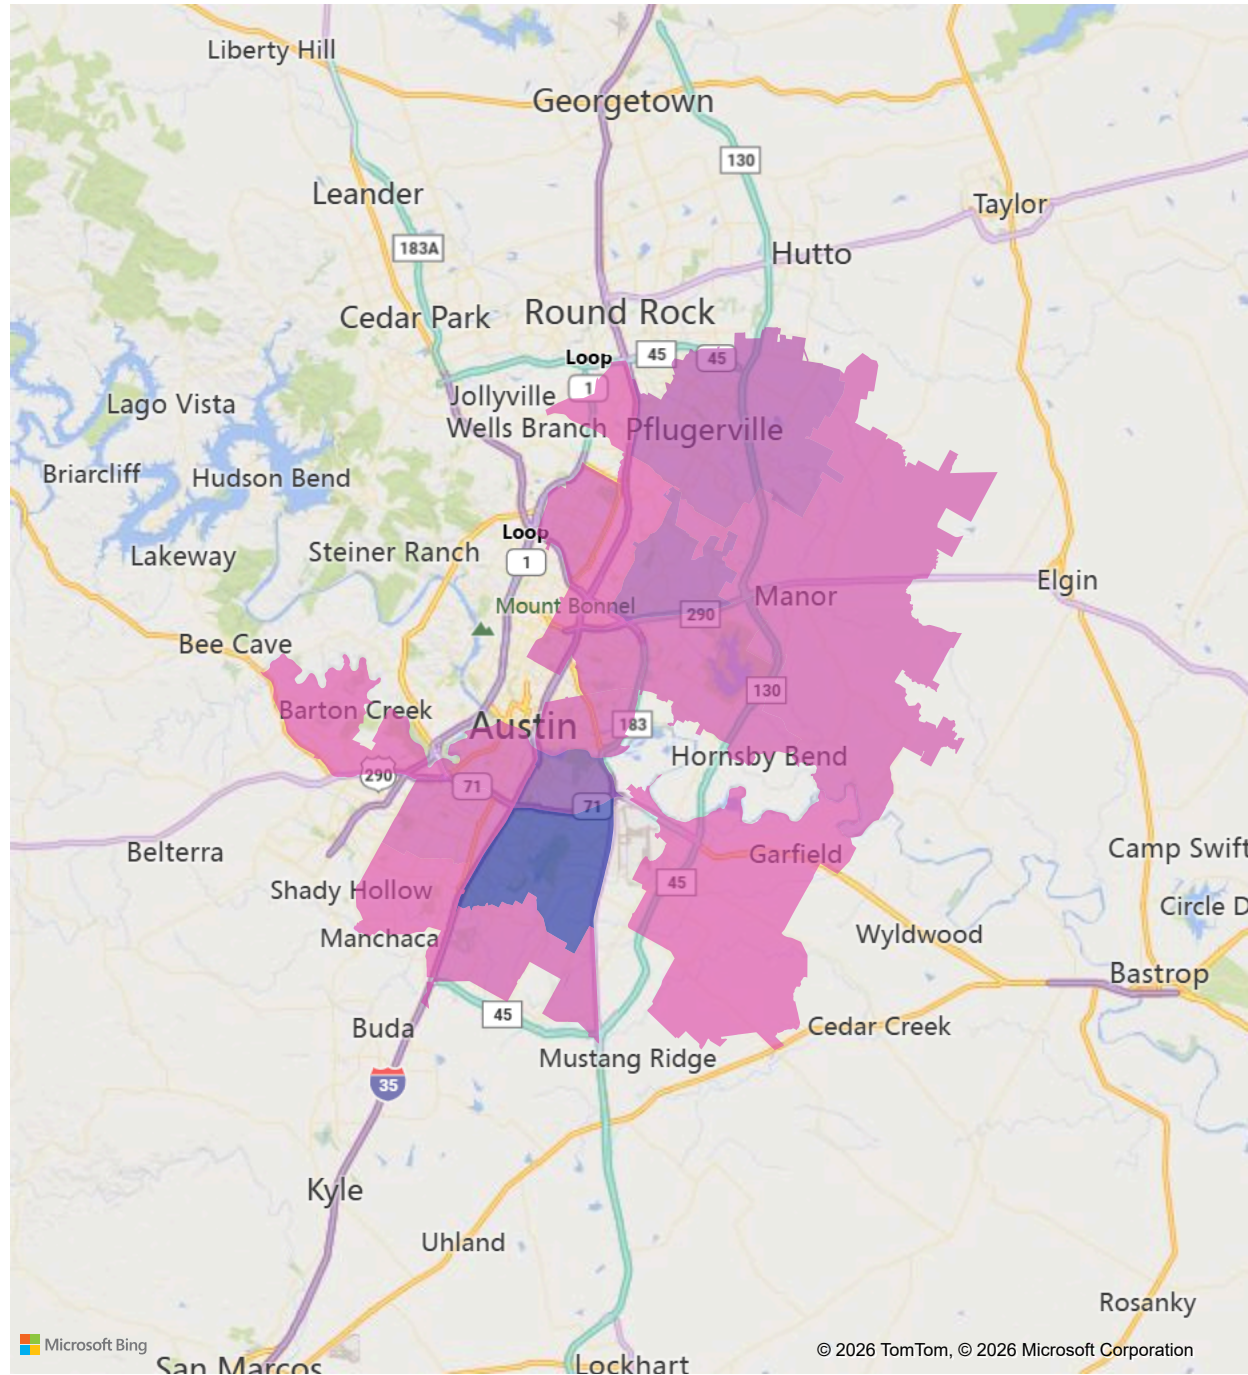 Liberty Hill
Georgetown
130
Leander
Taylor
183A
Hutto
Round Rock
Cedar Park
Loop
45
45
1
Jollyville
Lago Vista
Wells Branch
Pflugerville
Briarcliff
Hudson Bend
Loop
1
Lakeway
Steiner Ranch
Elgin
Mount Bonnel
Manor
290
Bee Cave
130
Barton Creek
Austin
183
Hornsby Bend
290
71
71
Belterra
Garfield
Camp Swift
45
Shady Hollow
Circle D
Manchaca
Wyldwood
Bastrop
45
Buda
Cedar Creek
Mustang Ridge
35
Kyle
Uhland
Rosanky
Microsoft Bing
© 2026 TomTom, © 2026 Microsoft Corporation
San Marcos
Lockhart